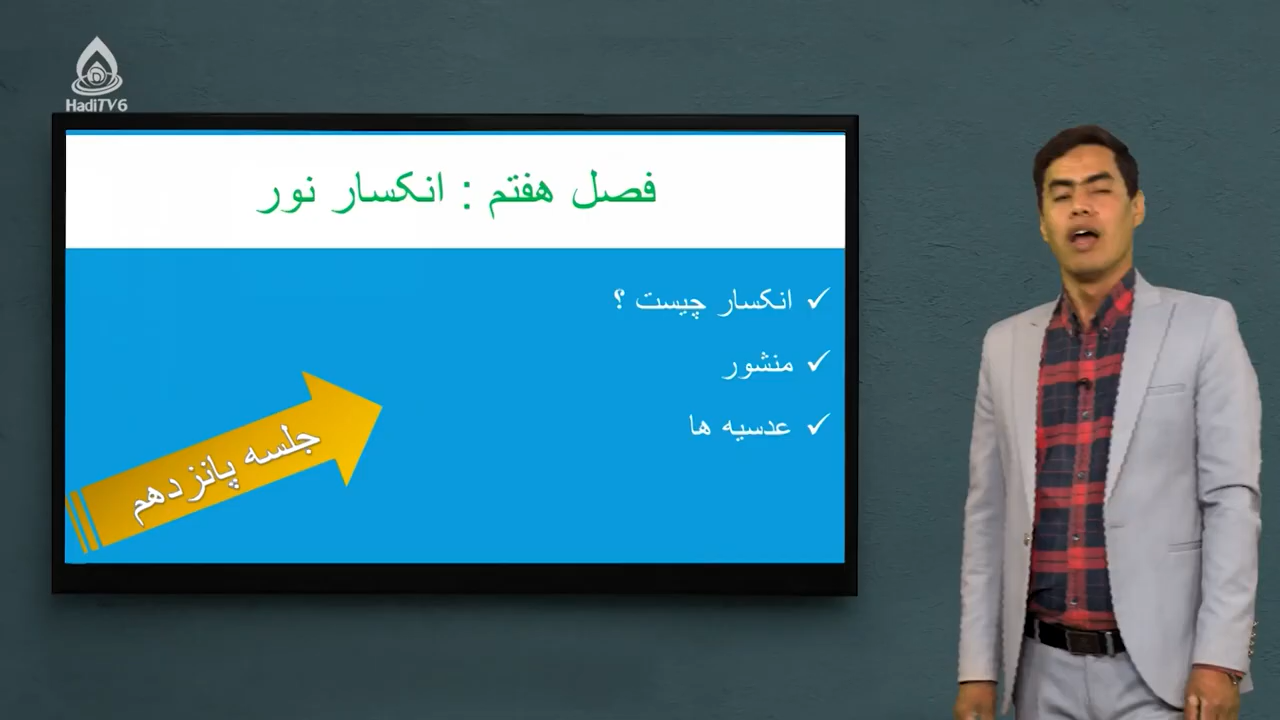 HadiTV6
فصل هفتم : انکسار نور
انکسار چیست ؟
منشور
عدسیه ها
جلسه پانزدهم